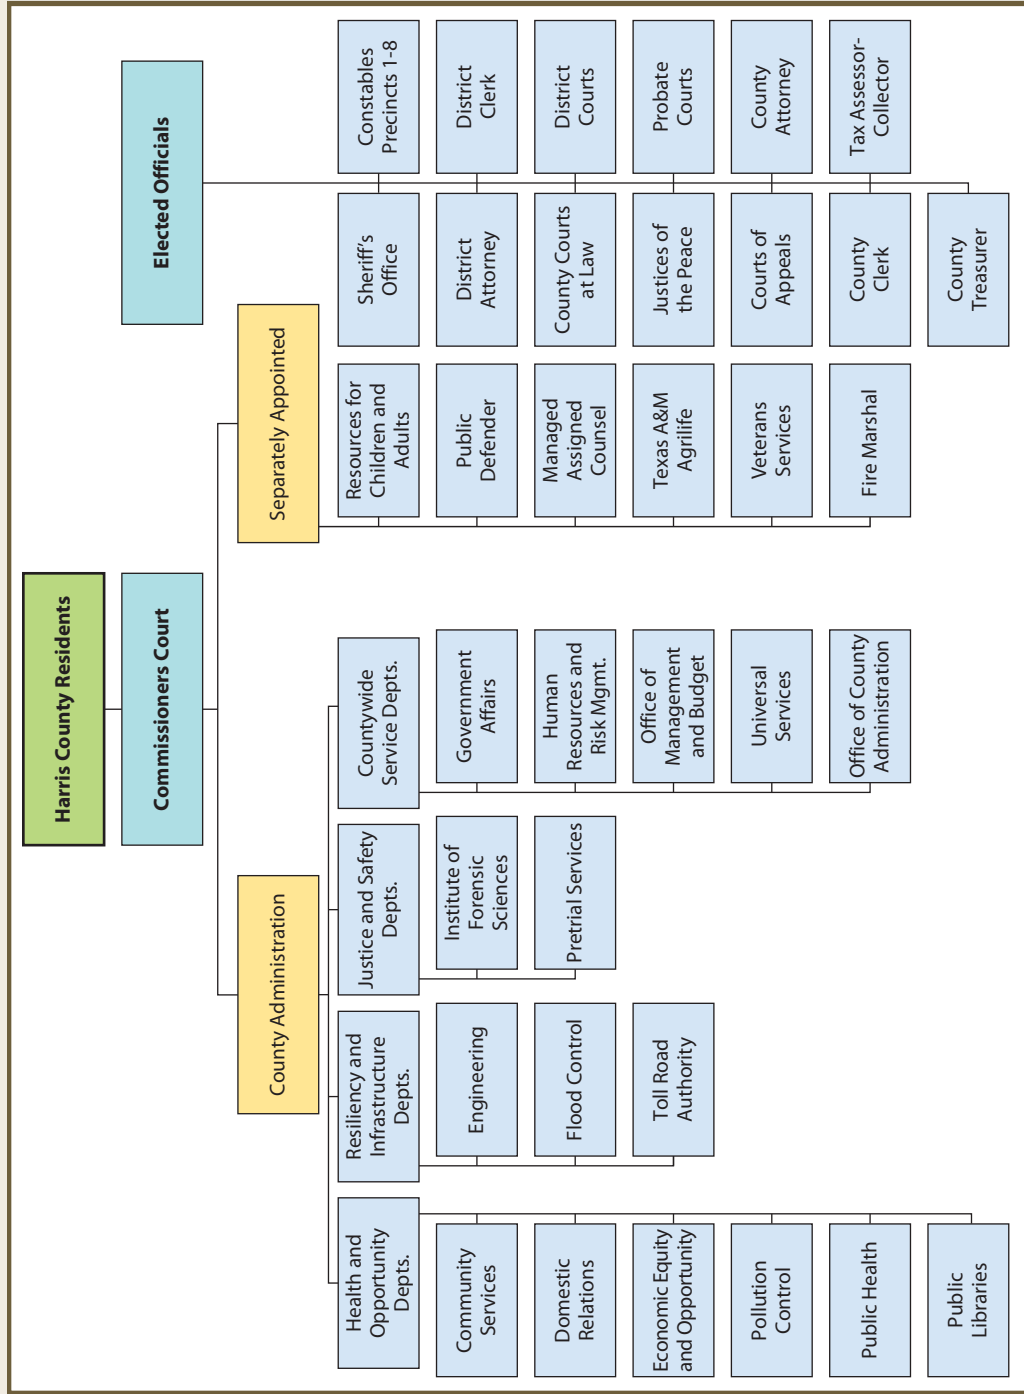 Harris County Residents
Commissioners Court
Elected Officials
County Administration
Separately Appointed
Health and
Opportunity
Depts.
Community
Services
Domestic
Relations
Economic Equity
and Opportunity
Pollution
Control
Public Health
Public
Libraries
Resiliency and
Infrastructure
Depts.
Engineering
Flood Control
Toll Road
Authority
Justice and Safety
Depts.
Institute of
Forensic
Sciences
Pretrial Services
Countywide
Service Depts.
Government
Affairs
Human
Resources and
Risk Mgmt.
Office of
Management
and Budget
Universal
Services
Office of County
Administration
Resources for
Children and
Adults
Public
Defender
Managed
Assigned
Counsel
Texas A&M
Agrilife
Veterans
Services
Fire Marshal
Sheriff’s
Office
District
Attorney
County Courts
at Law
Justices of
the Peace
Courts of
Appeals
County
Clerk
County
Treasurer
Constables
Precincts 1-8
District
Clerk
District
Courts
Probate
Courts
County
Attorney
Tax Assessor-
Collector